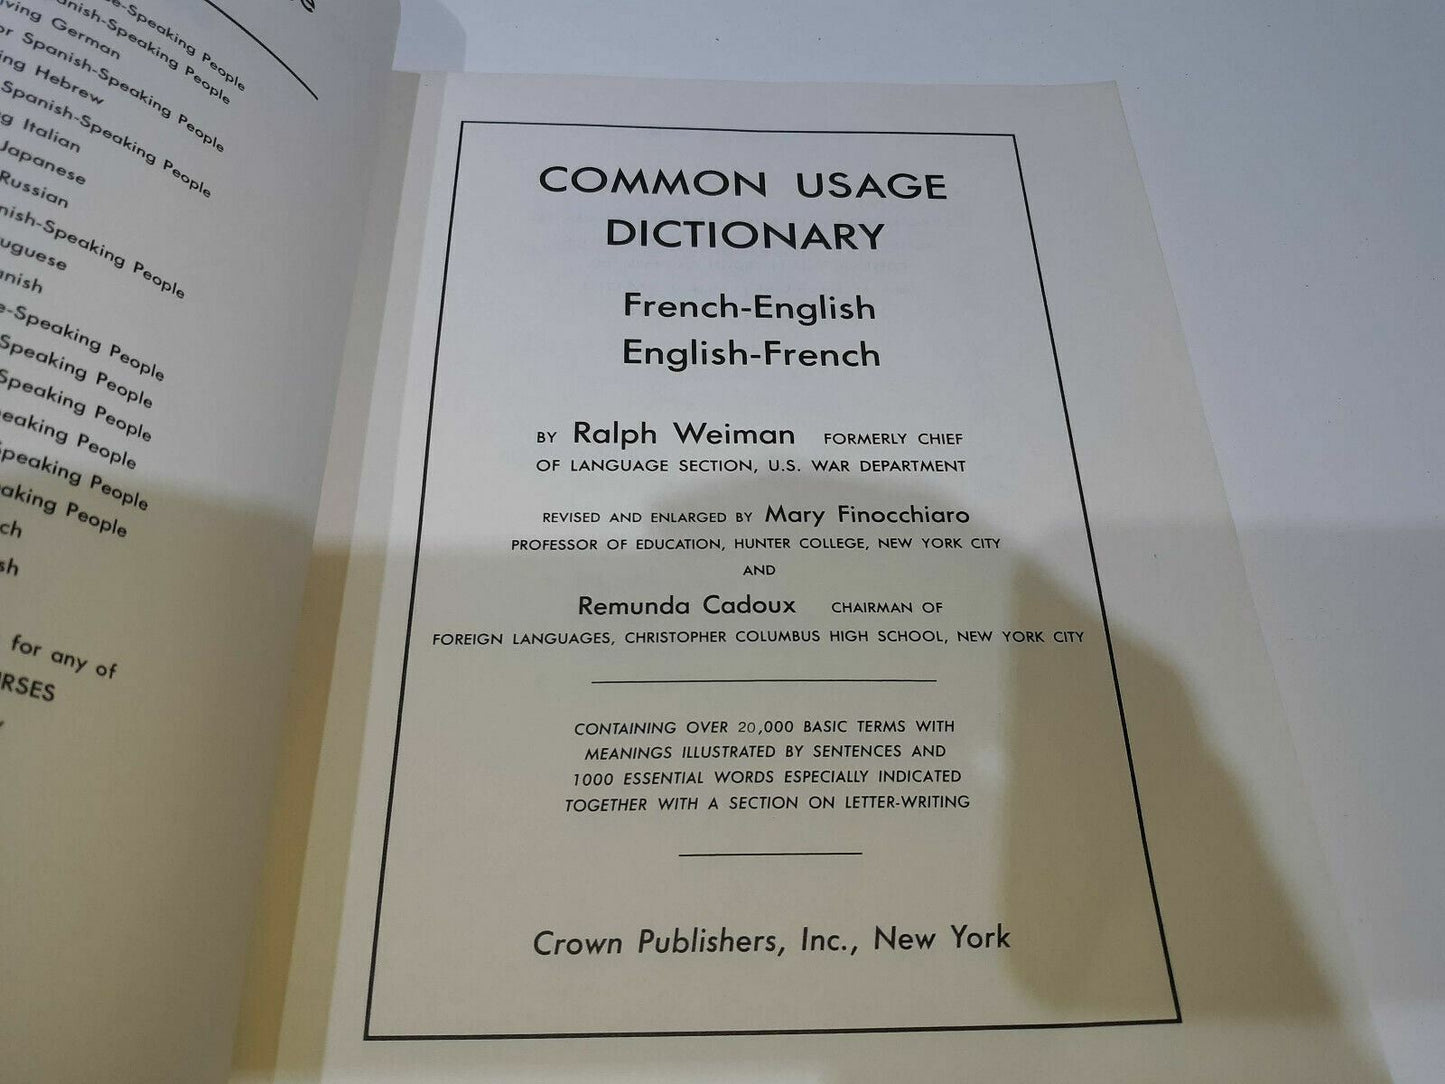 -Speaking People
nish-Speaking People
ving German
or Spanish-Speaking People
ing Hebrew
Spanish-Speaking People
g Italian
Japanese
Russian
nish-Speaking People
uguese
anish
e-Speaking People
Speaking People
Speaking People
eaking People
peaking People
aking People
ch
sh
for any of
RSES
COMMON USAGE
DICTIONARY
French-English
English-French
BY Ralph Weiman FORMERLY CHIEF
OF LANGUAGE SECTION, U.S. WAR DEPARTMENT
REVISED AND ENLARGED BY Mary Finocchiaro
PROFESSOR OF EDUCATION, HUNTER COLLEGE, NEW YORK CITY
AND
Remunda Cadoux CHAIRMAN OF
FOREIGN LANGUAGES, CHRISTOPHER COLUMBUS HIGH SCHOOL, NEW YORK CITY
CONTAINING OVER 20,000 BASIC TERMS WITH
MEANINGS ILLUSTRATED BY SENTENCES AND
1000 ESSENTIAL WORDS ESPECIALLY INDICATED
TOGETHER WITH A SECTION ON LETTER-WRITING
Crown Publishers, Inc., New York